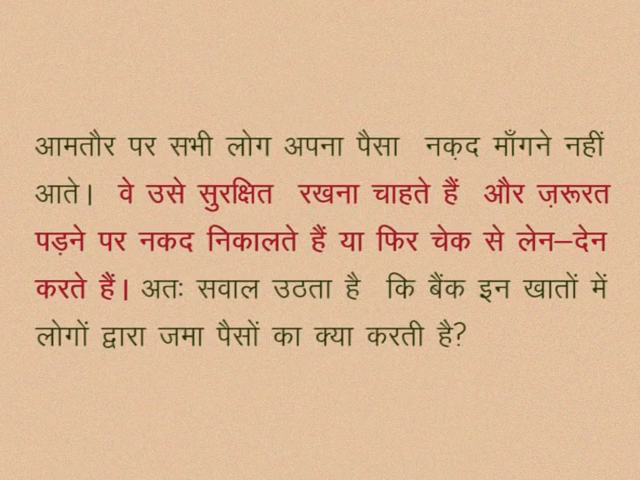 आमतौर पर सभी लोग अपना पैसा नक़द माँगने नहीं
आते। वे उसे सुरक्षित रखना चाहते हैं और ज़रूरत
पड़ने पर नकद निकालते हैं या फिर चेक से लेन–देन
करते हैं। अतः सवाल उठता है कि बैंक इन खातों में
लोगों द्वारा जमा पैसों का क्या करती है?